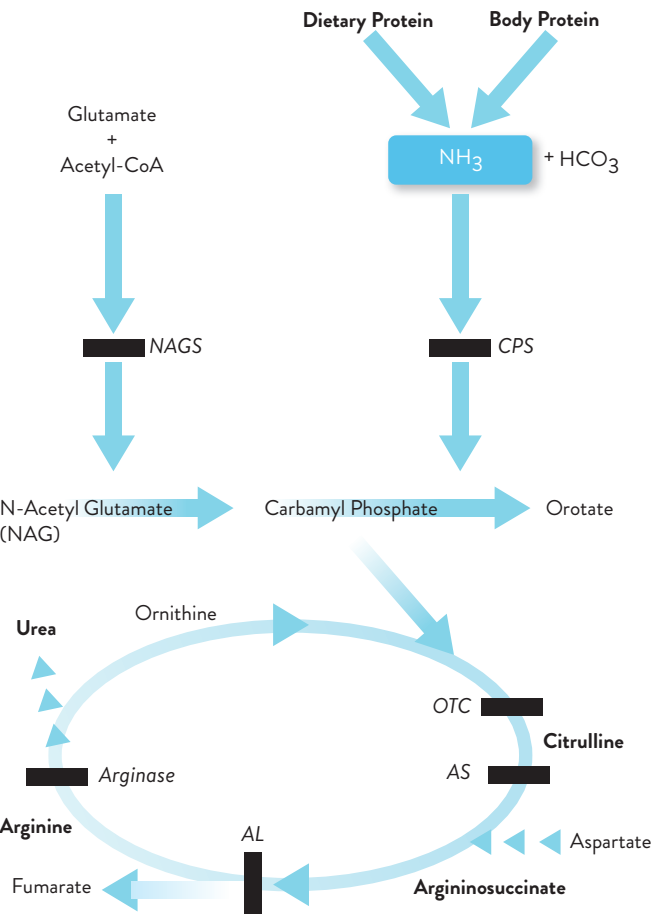 Dietary Protein
Body Protein
Glutamate
+
Acetyl-CoA
NH3
+ HCO3
NAGS
CPS
N-Acetyl Glutamate
(NAG)
Carbamyl Phosphate
Orotate
Ornithine
Urea
OTC
Citrulline
AS
Arginase
Arginine
AL
Aspartate
Fumarate
Argininosuccinate